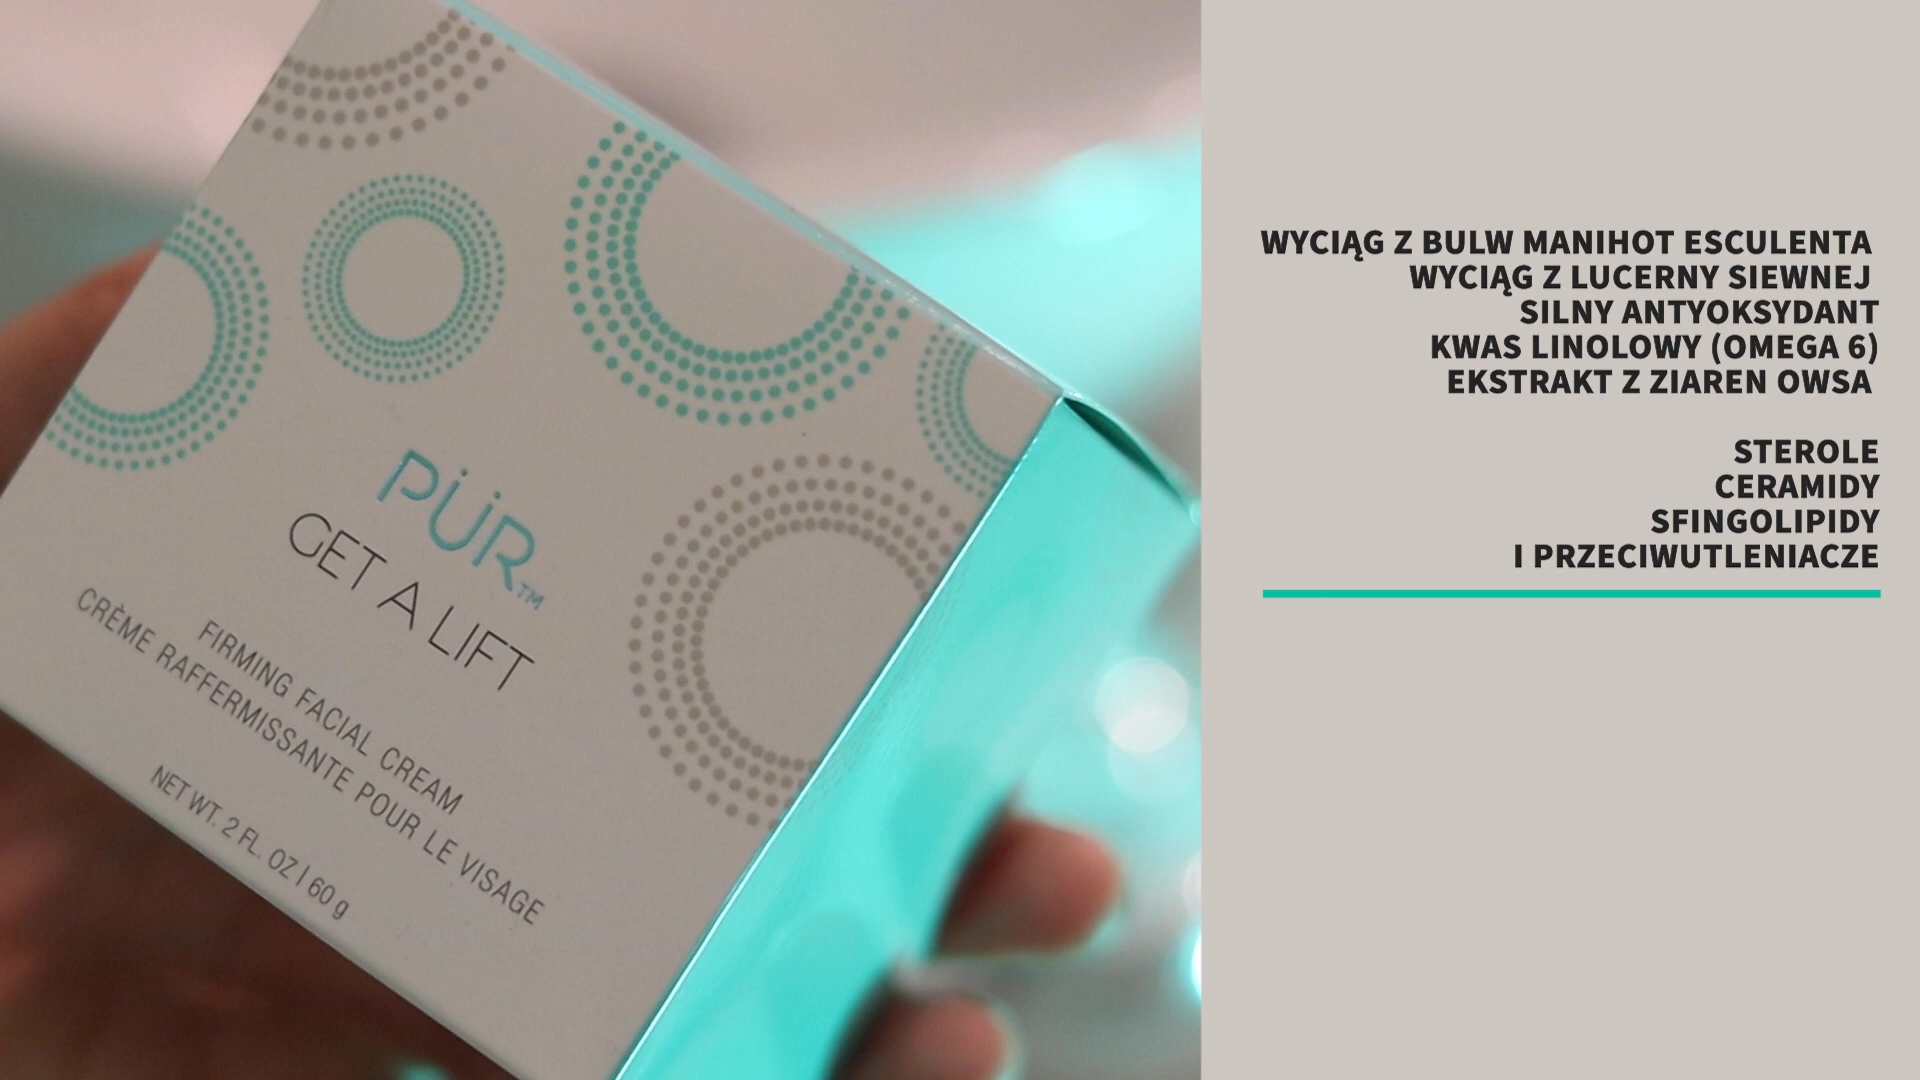 PÜR™
GET A LIFT
FIRMING FACIAL CREAM
CRÈME RAFFERMISSANTE POUR LE VISAGE
NET WT. 2 FL. OZ | 60 g
WYCIĄG Z BULW MANIHOT ESCULENTA
WYCIĄG Z LUCERNY SIEWNEJ
SILNY ANTYOKSYDANT
KWAS LINOLOWY (OMEGA 6)
EKSTRAKT Z ZIAREN OWSA
STEROLE
CERAMIDY
SFINGOLIPIDY
I PRZECIWUTLENIACZE